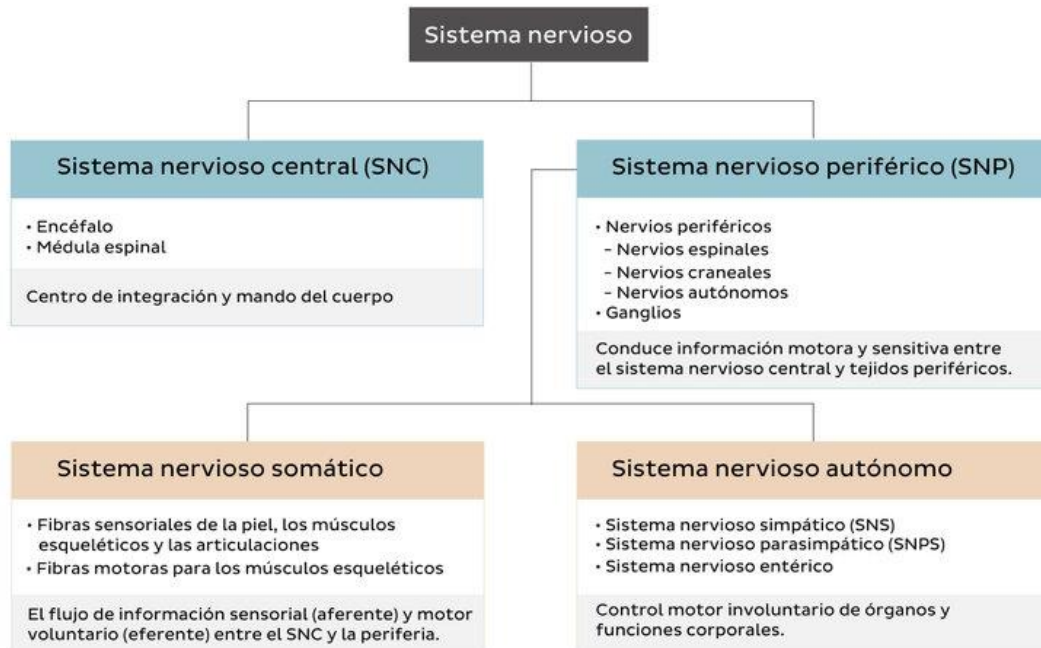 Sistema nervioso
Sistema nervioso central (SNC)
• Encéfalo
• Médula espinal
Centro de integración y mando del cuerpo
Sistema nervioso periférico (SNP)
• Nervios periféricos
– Nervios espinales
– Nervios craneales
– Nervios autónomos
• Ganglios
Conduce información motora y sensitiva entre
el sistema nervioso central y tejidos periféricos.
Sistema nervioso somático
• Fibras sensoriales de la piel, los músculos
esqueléticos y las articulaciones
• Fibras motoras para los músculos esqueléticos
El flujo de información sensorial (aferente) y motor
voluntario (eferente) entre el SNC y la periferia.
Sistema nervioso autónomo
• Sistema nervioso simpático (SNS)
• Sistema nervioso parasimpático (SNPS)
• Sistema nervioso entérico
Control motor involuntario de órganos y
funciones corporales.